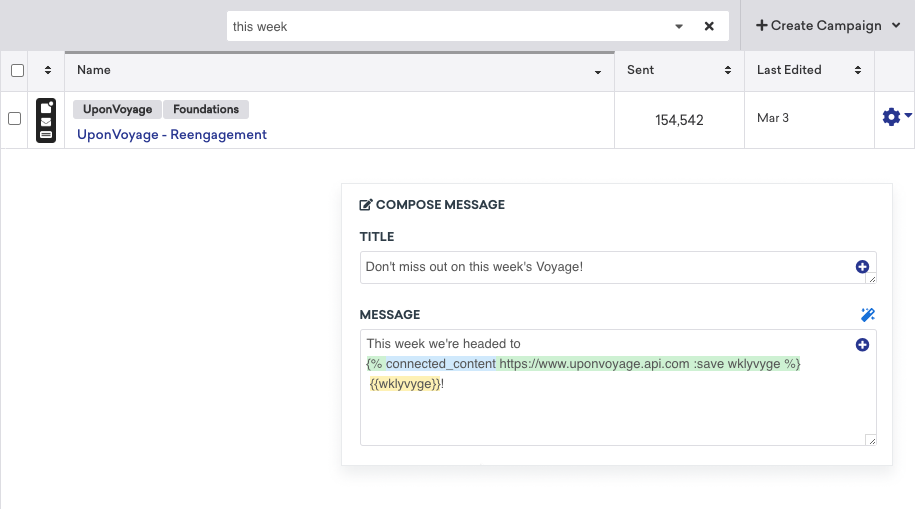 this week
Create Campaign
Name
Sent
Last Edited
UponVoyage Foundations
UponVoyage - Reengagement
154,542
Mar 3
COMPOSE MESSAGE
TITLE
Don't miss out on this week's Voyage!
MESSAGE
This week we're headed to
{% connected_content https://www.uponvoyage.api.com :save wklyvyge %}
{{wklyvyge}}!